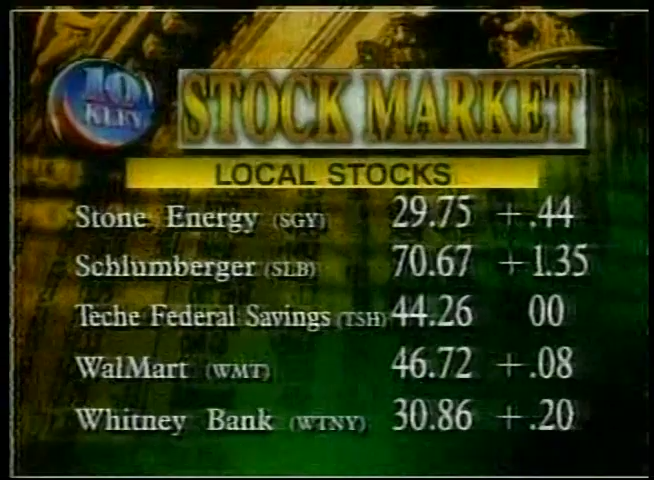 10
KLFY
STOCK MARKET
LOCAL STOCKS
Stone Energy (SGY) 29.75 +.44
Schlumberger (SLB) 70.67 +1.35
Teche Federal Savings (TSH) 44.26 00
WalMart (WMT) 46.72 +.08
Whitney Bank (WTNY) 30.86 +.20